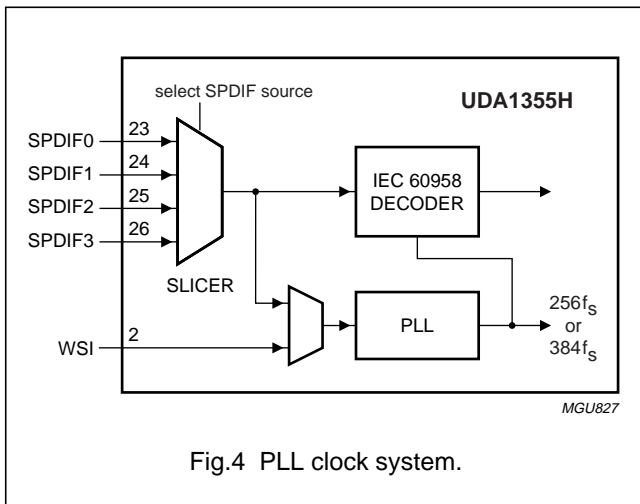 select SPDIF source
UDA1355H
SPDIF0
23
SPDIF1
24
SPDIF2
25
SPDIF3
26
SLICER
IEC 60958
DECODER
WSI
2
PLL
256fS
or
384fS
MGU827
Fig.4 PLL clock system.